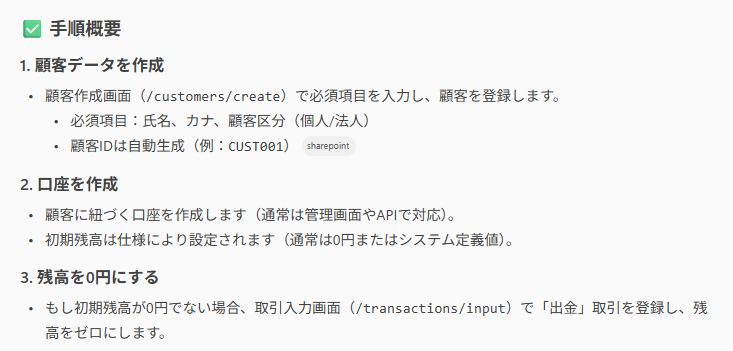 ✅ 手順概要
1. 顧客データを作成
• 顧客作成画面（/customers/create）で必須項目を入力し、顧客を登録します。
• 必須項目：氏名、カナ、顧客区分（個人/法人）
• 顧客IDは自動生成（例：CUST001） sharepoint
2. 口座を作成
• 顧客に紐づく口座を作成します（通常は管理画面やAPIで対応）。
• 初期残高は仕様により設定されます（通常は0円またはシステム定義値）。
3. 残高を0円にする
• もし初期残高が0円でない場合、取引入力画面（/transactions/input）で「出金」取引を登録し、残
高をゼロにします。